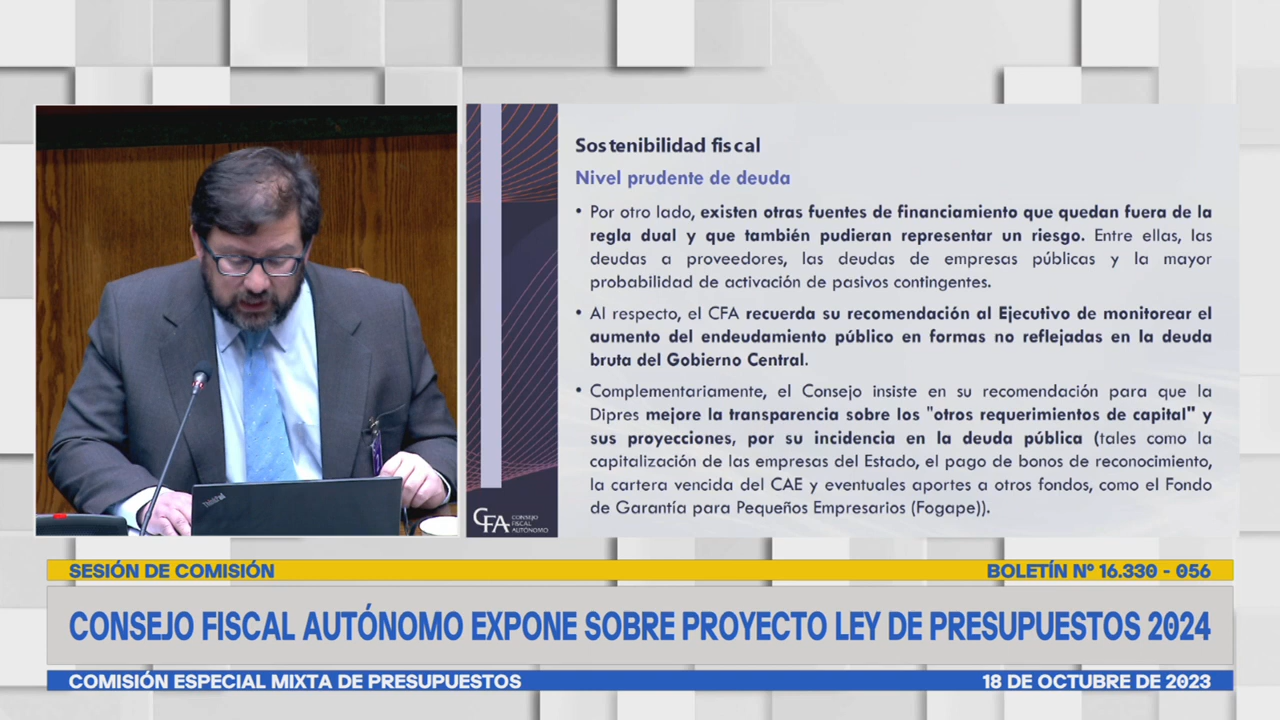 Sostenibilidad fiscal
Nivel prudente de deuda
• Por otro lado, existen otras fuentes de financiamiento que quedan fuera de la
regla dual y que también pudieran representar un riesgo. Entre ellas, las
deudas a proveedores, las deudas de empresas públicas y la mayor
probabilidad de activación de pasivos contingentes.
• Al respecto, el CFA recuerda su recomendación al Ejecutivo de monitorear el
aumento del endeudamiento público en formas no reflejadas en la deuda
bruta del Gobierno Central.
• Complementariamente, el Consejo insiste en su recomendación para que la
Dipres mejore la transparencia sobre los "otros requerimientos de capital" y
sus proyecciones, por su incidencia en la deuda pública (tales como la
capitalización de las empresas del Estado, el pago de bonos de reconocimiento,
la cartera vencida del CAE y eventuales aportes a otros fondos, como el Fondo
de Garantía para Pequeños Empresarios (Fogape)).
CFA CONSEJO
FISCAL
AUTÓNOMO
ThinkPad
SESIÓN DE COMISIÓN
BOLETÍN Nº 16.330 - 056
CONSEJO FISCAL AUTÓNOMO EXPONE SOBRE PROYECTO LEY DE PRESUPUESTOS 2024
COMISIÓN ESPECIAL MIXTA DE PRESUPUESTOS
18 DE OCTUBRE DE 2023